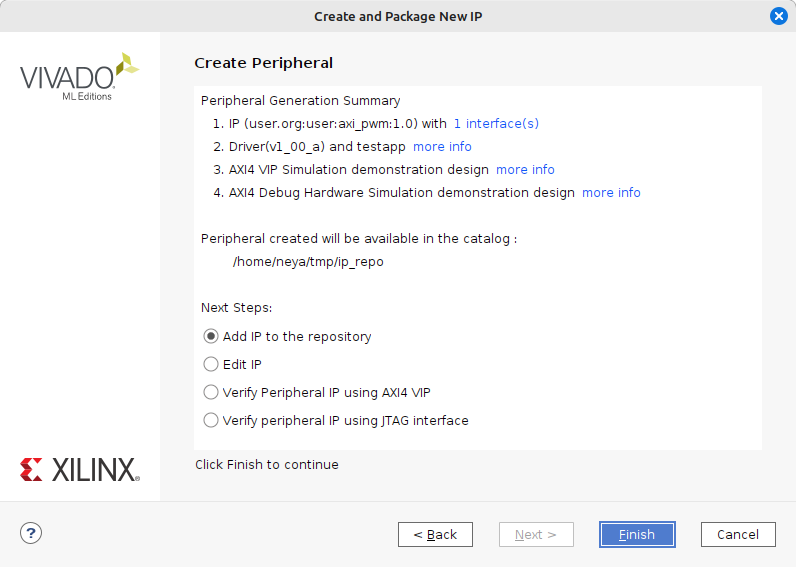 Create and Package New IP
VIVADO
ML Editions
Create Peripheral
Peripheral Generation Summary
1. IP (user.org:user:axi_pwm:1.0) with 1 interface(s)
2. Driver(v1_00_a) and testapp more info
3. AXI4 VIP Simulation demonstration design more info
4. AXI4 Debug Hardware Simulation demonstration design more info
Peripheral created will be available in the catalog :
/home/neya/tmp/ip_repo
Next Steps:
Add IP to the repository
Edit IP
Verify Peripheral IP using AXI4 VIP
Verify peripheral IP using JTAG interface
XILINX®
Click Finish to continue
?
< Back
Next >
Finish
Cancel